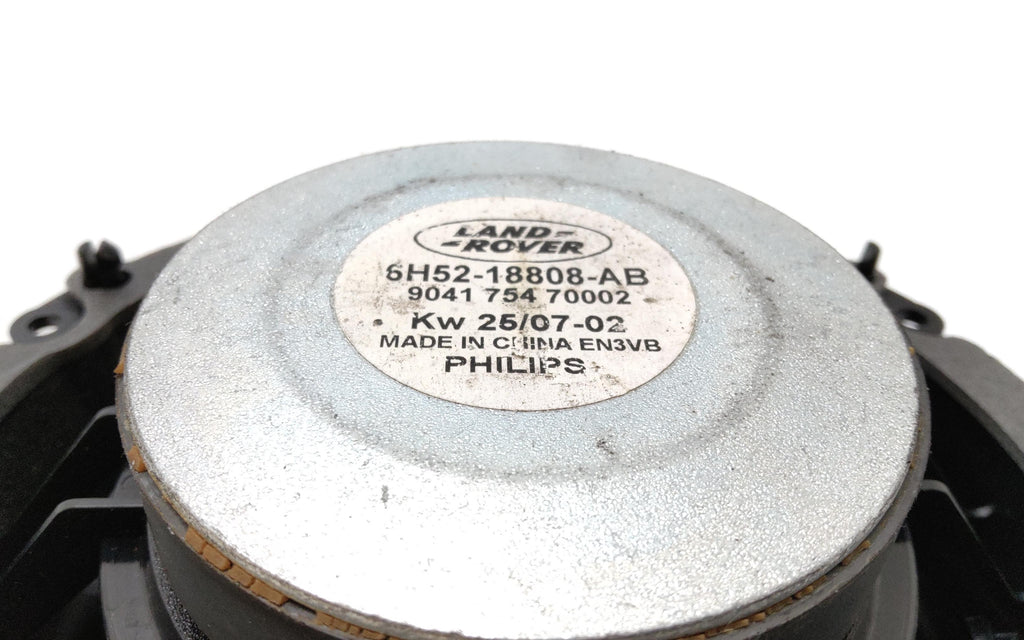 LAND-
-ROVER
6H52-18808-AB
9041 754 70002
Kw 25/07-02
MADE IN CHINA EN3VB
PHILIPS